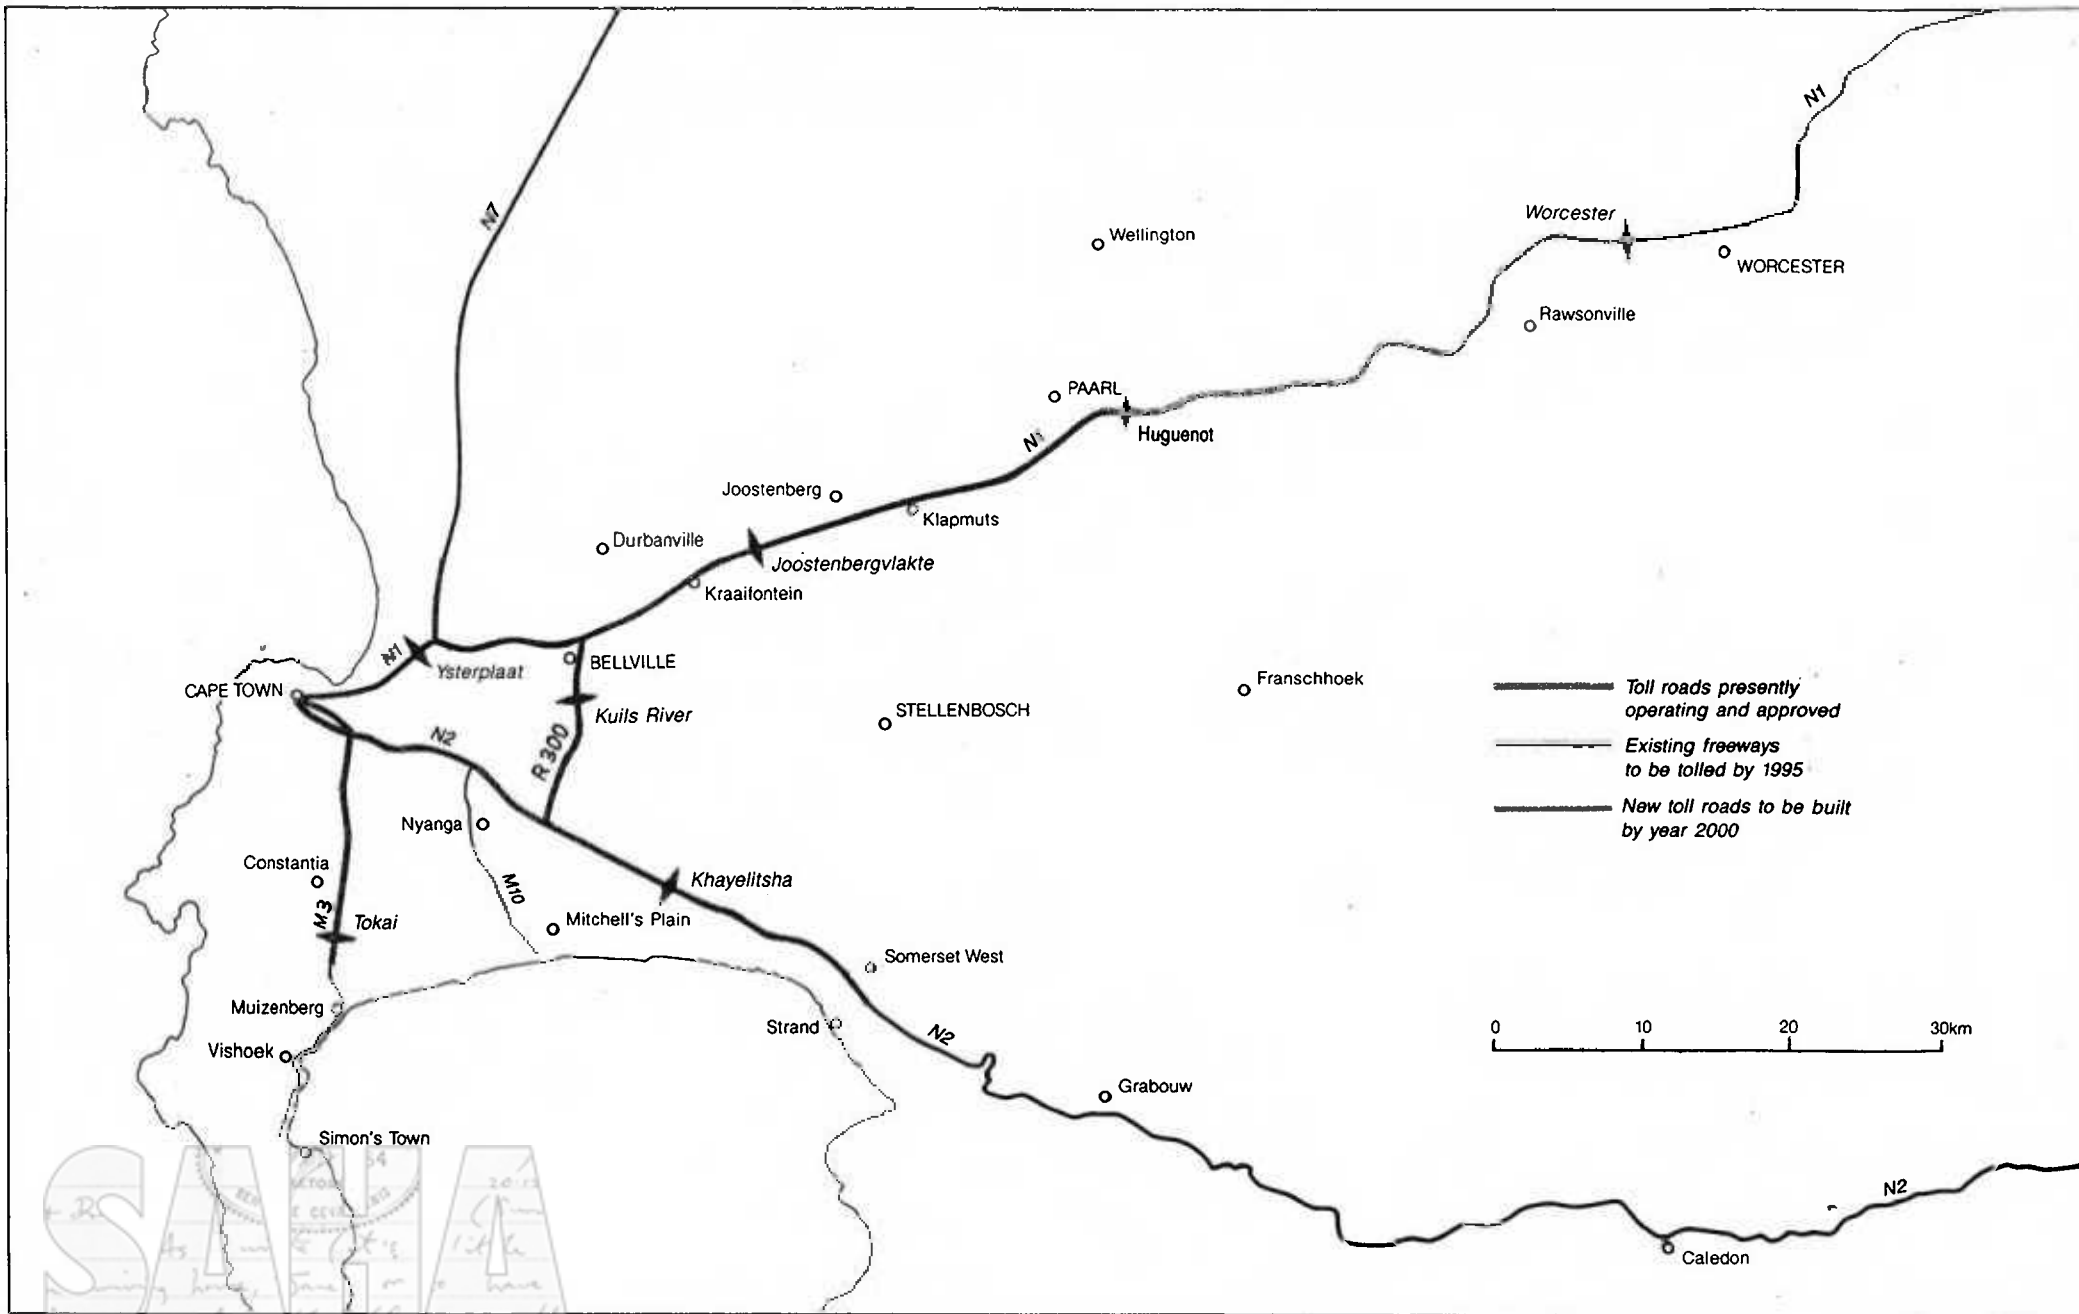 N1
N7
Worcester
Wellington
WORCESTER
Rawsonville
PAARL
N1
Huguenot
Joostenberg
Klapmuts
Durbanville
Joostenbergvlakte
Kraaifontein
N1
Ysterplaat
BELLVILLE
CAPE TOWN
Franschhoek
Toll roads presently
operating and approved
Kuils River
STELLENBOSCH
N2
R 300
Existing freeways
to be tolled by 1995
New toll roads to be built
by year 2000
Nyanga
Constantia
Khayelitsha
M10
M3
Tokai
Mitchell's Plain
Somerset West
Muizenberg
Strand
N2
0 10 20 30km
Vishoek
Grabouw
Simon's Town
N2
Caledon
SAHA